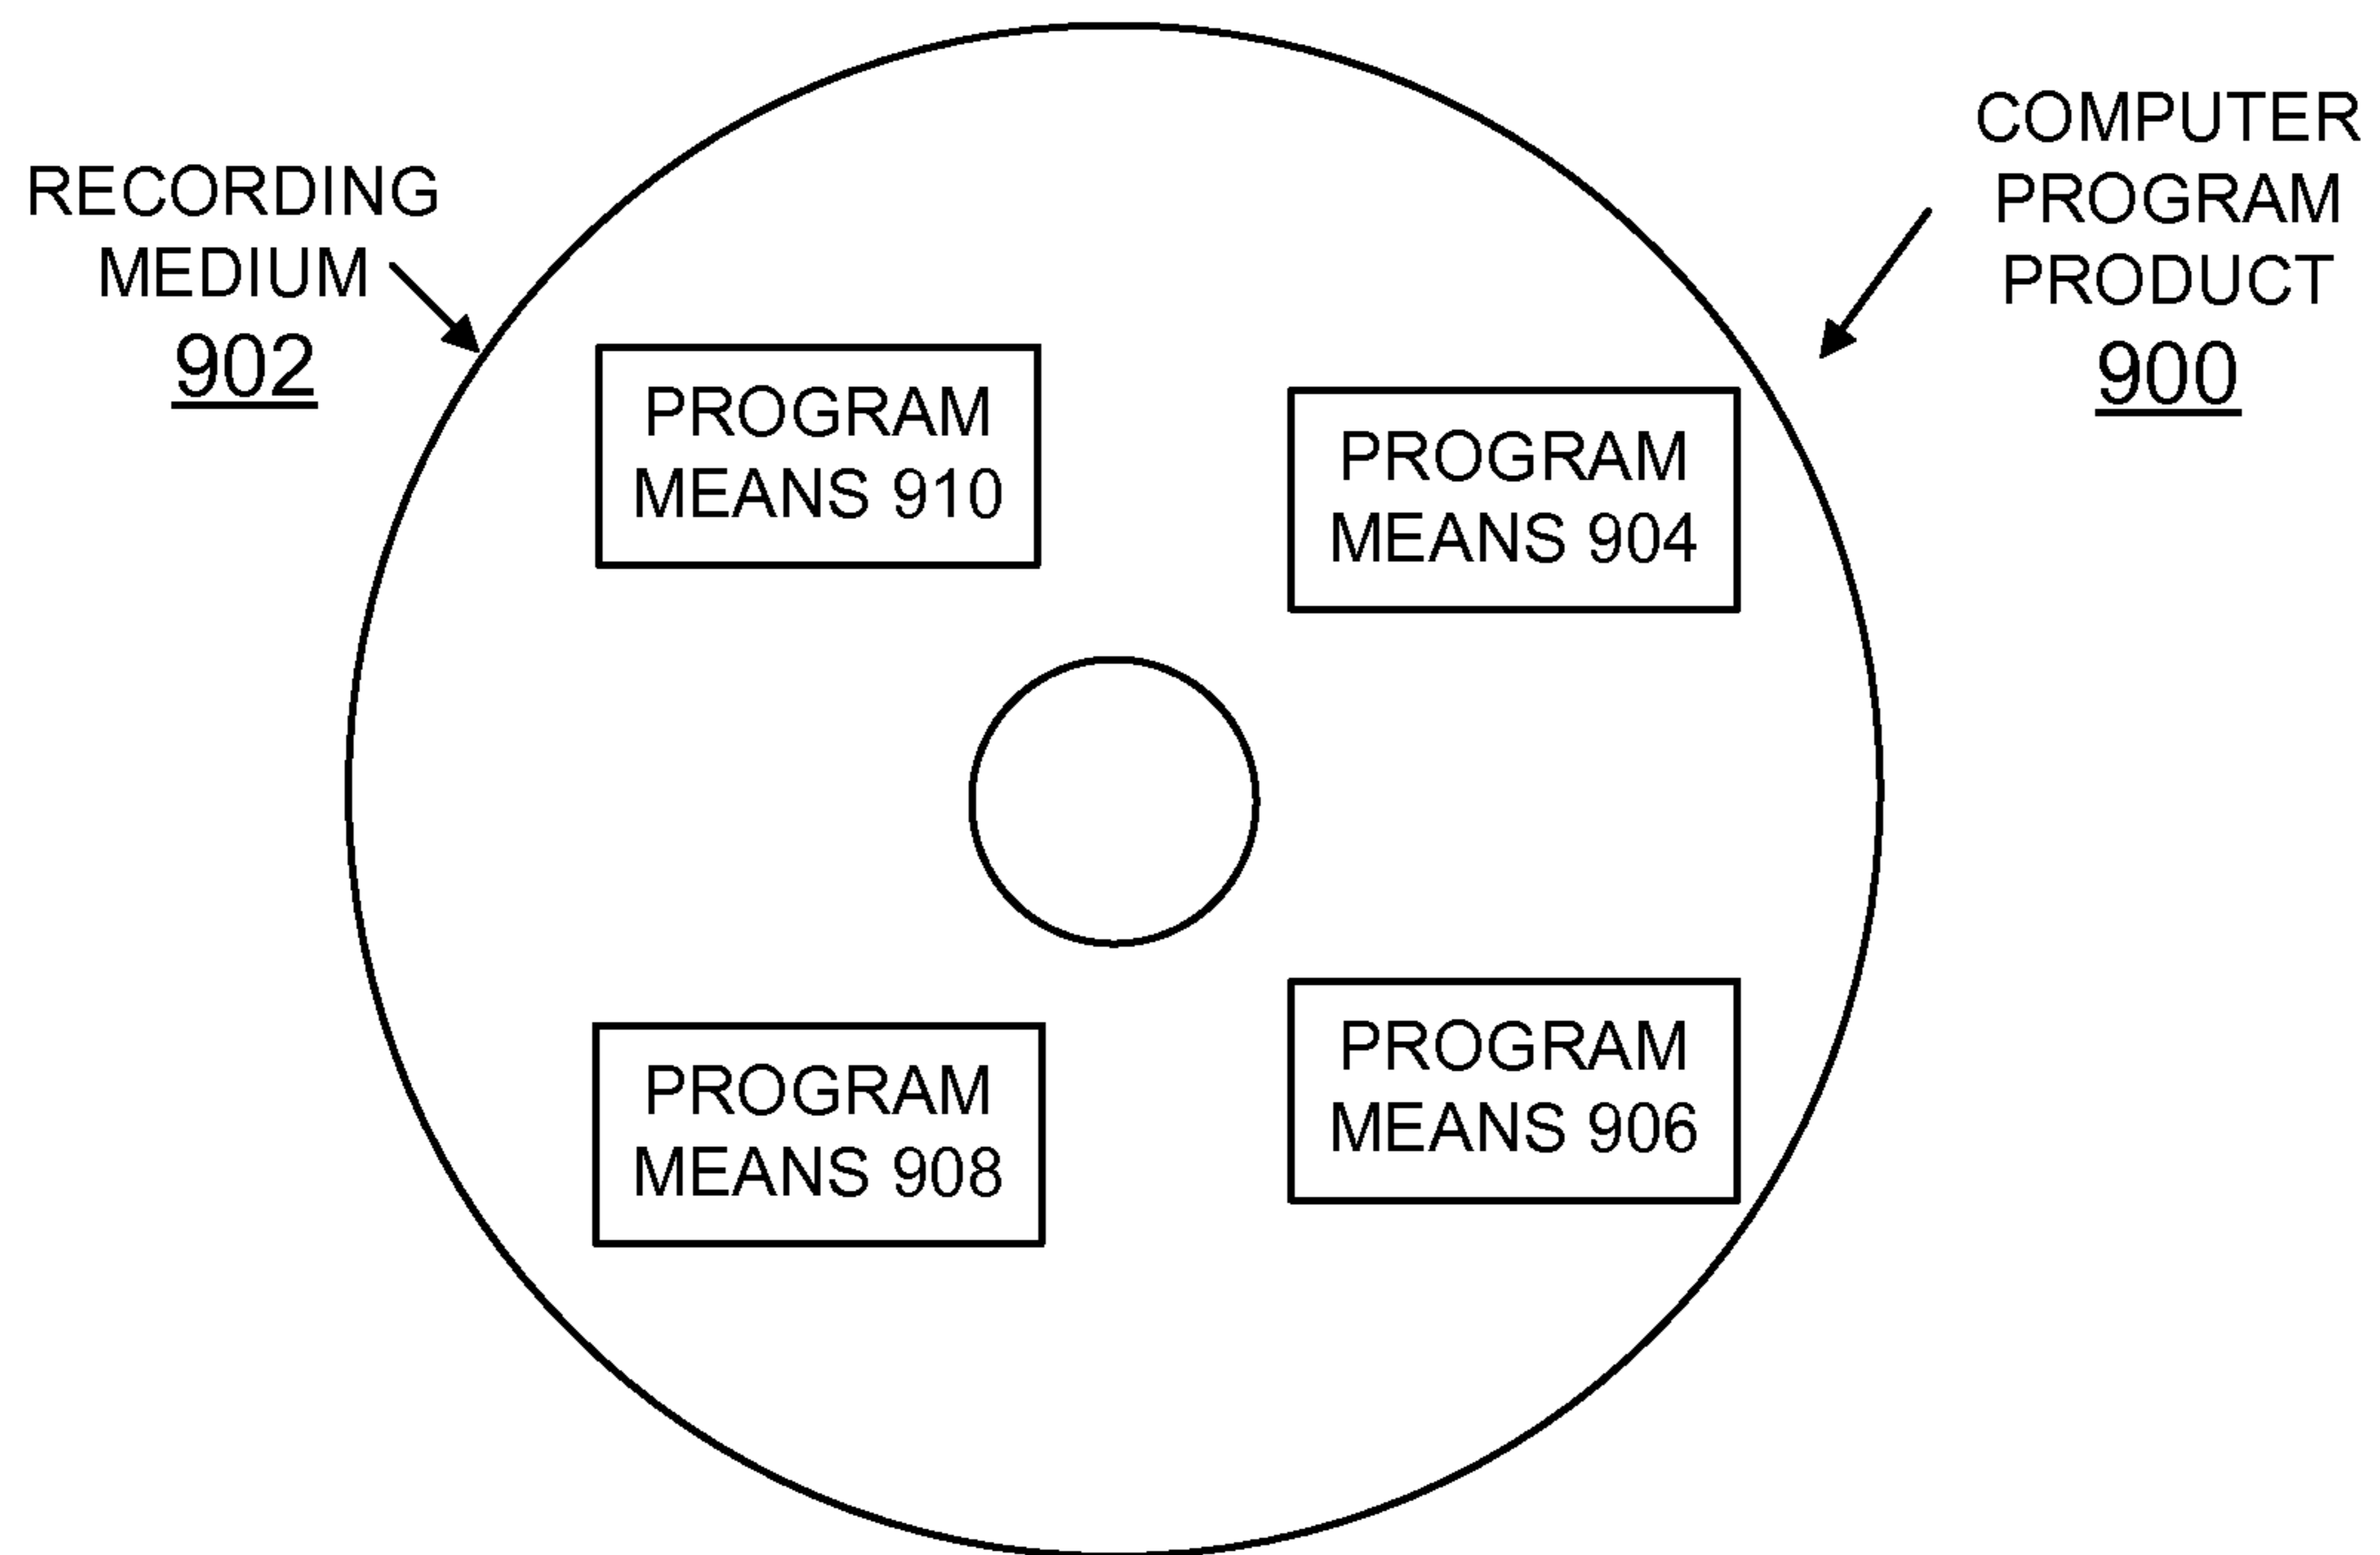 RECORDING
MEDIUM
902
COMPUTER
PROGRAM
PRODUCT
900
PROGRAM
MEANS 910
PROGRAM
MEANS 904
PROGRAM
MEANS 908
PROGRAM
MEANS 906